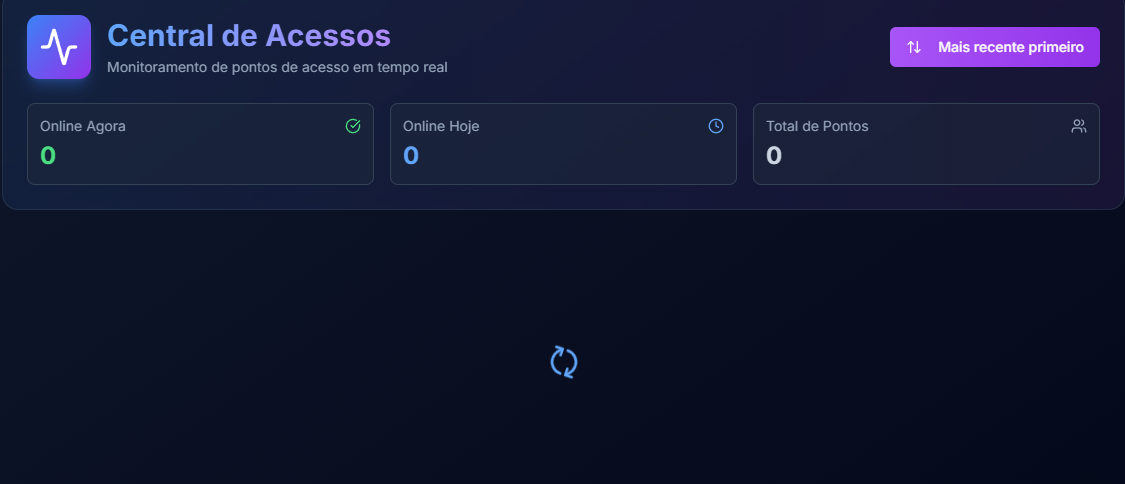 Central de Acessos
Monitoramento de pontos de acesso em tempo real
Mais recente primeiro
Online Agora
0
Online Hoje
0
Total de Pontos
0